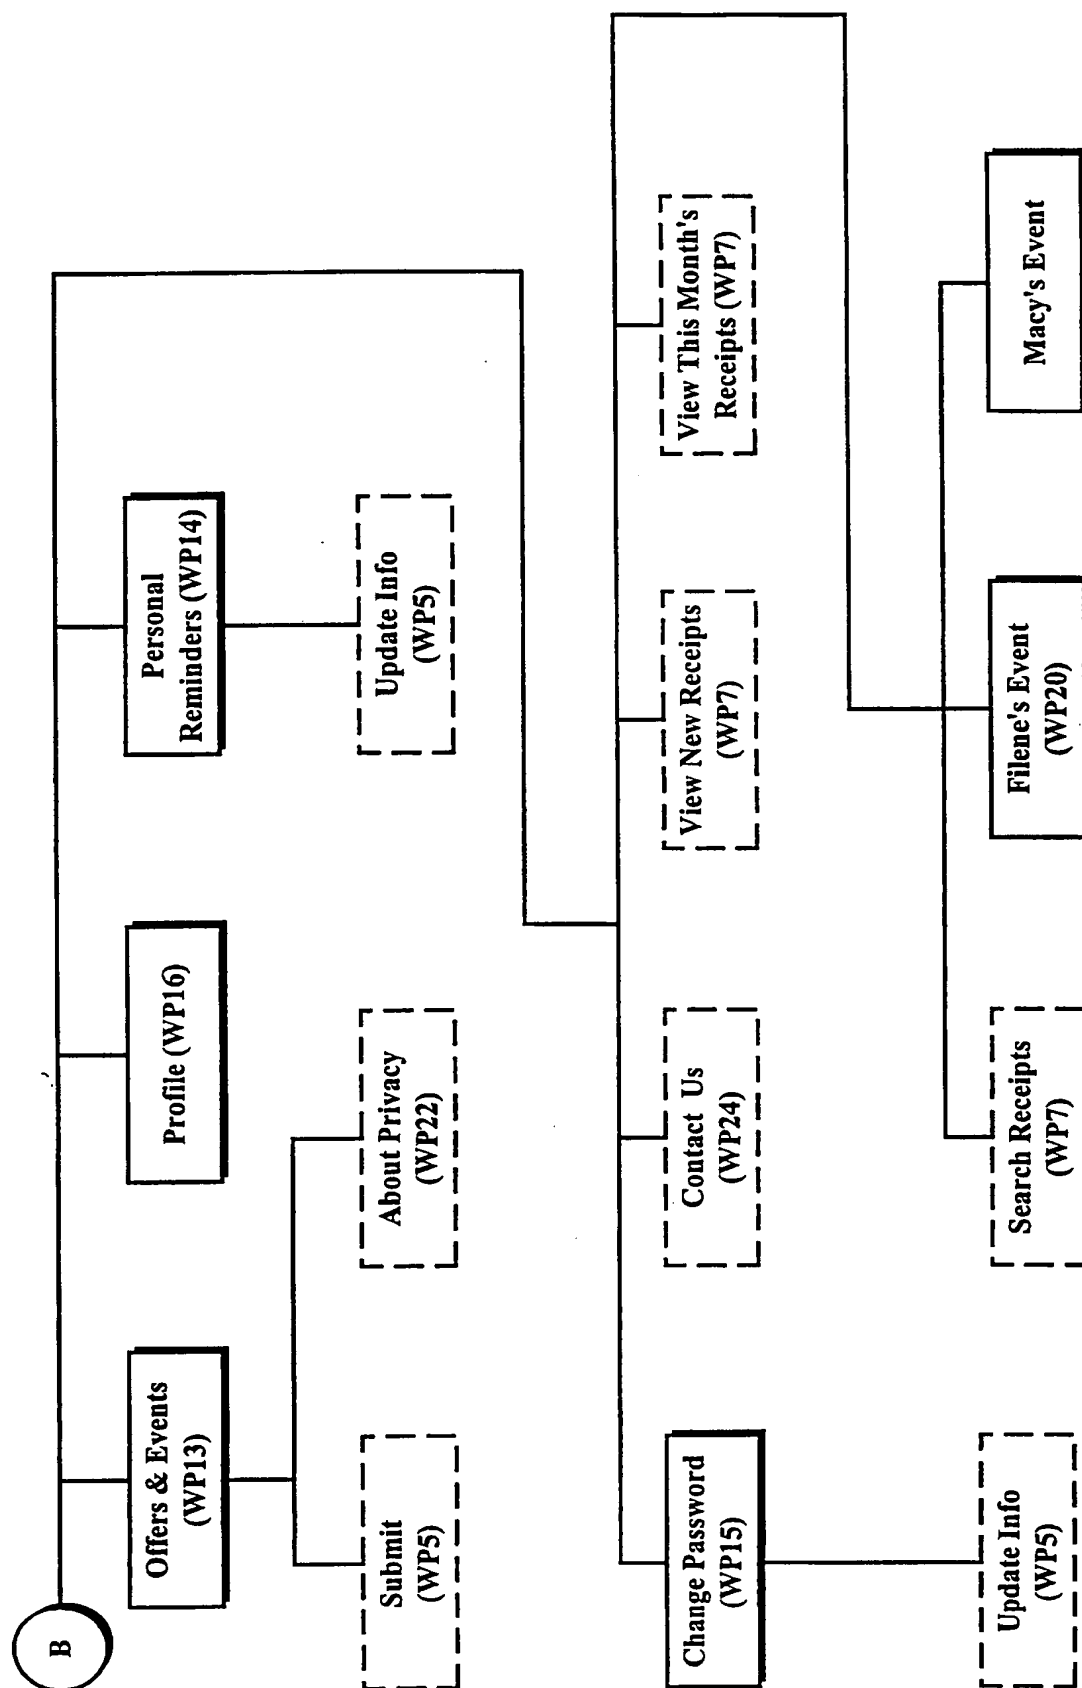 B
Offers & Events
(WP13)
Profile (WP16)
Personal
Reminders (WP14)
Submit
(WP5)
About Privacy
(WP22)
Update Info
(WP5)
Change Password
(WP15)
Contact Us
(WP24)
View New Receipts
(WP7)
View This Month's
Receipts (WP7)
Update Info
(WP5)
Search Receipts
(WP7)
Filene's Event
(WP20)
Macy's Event